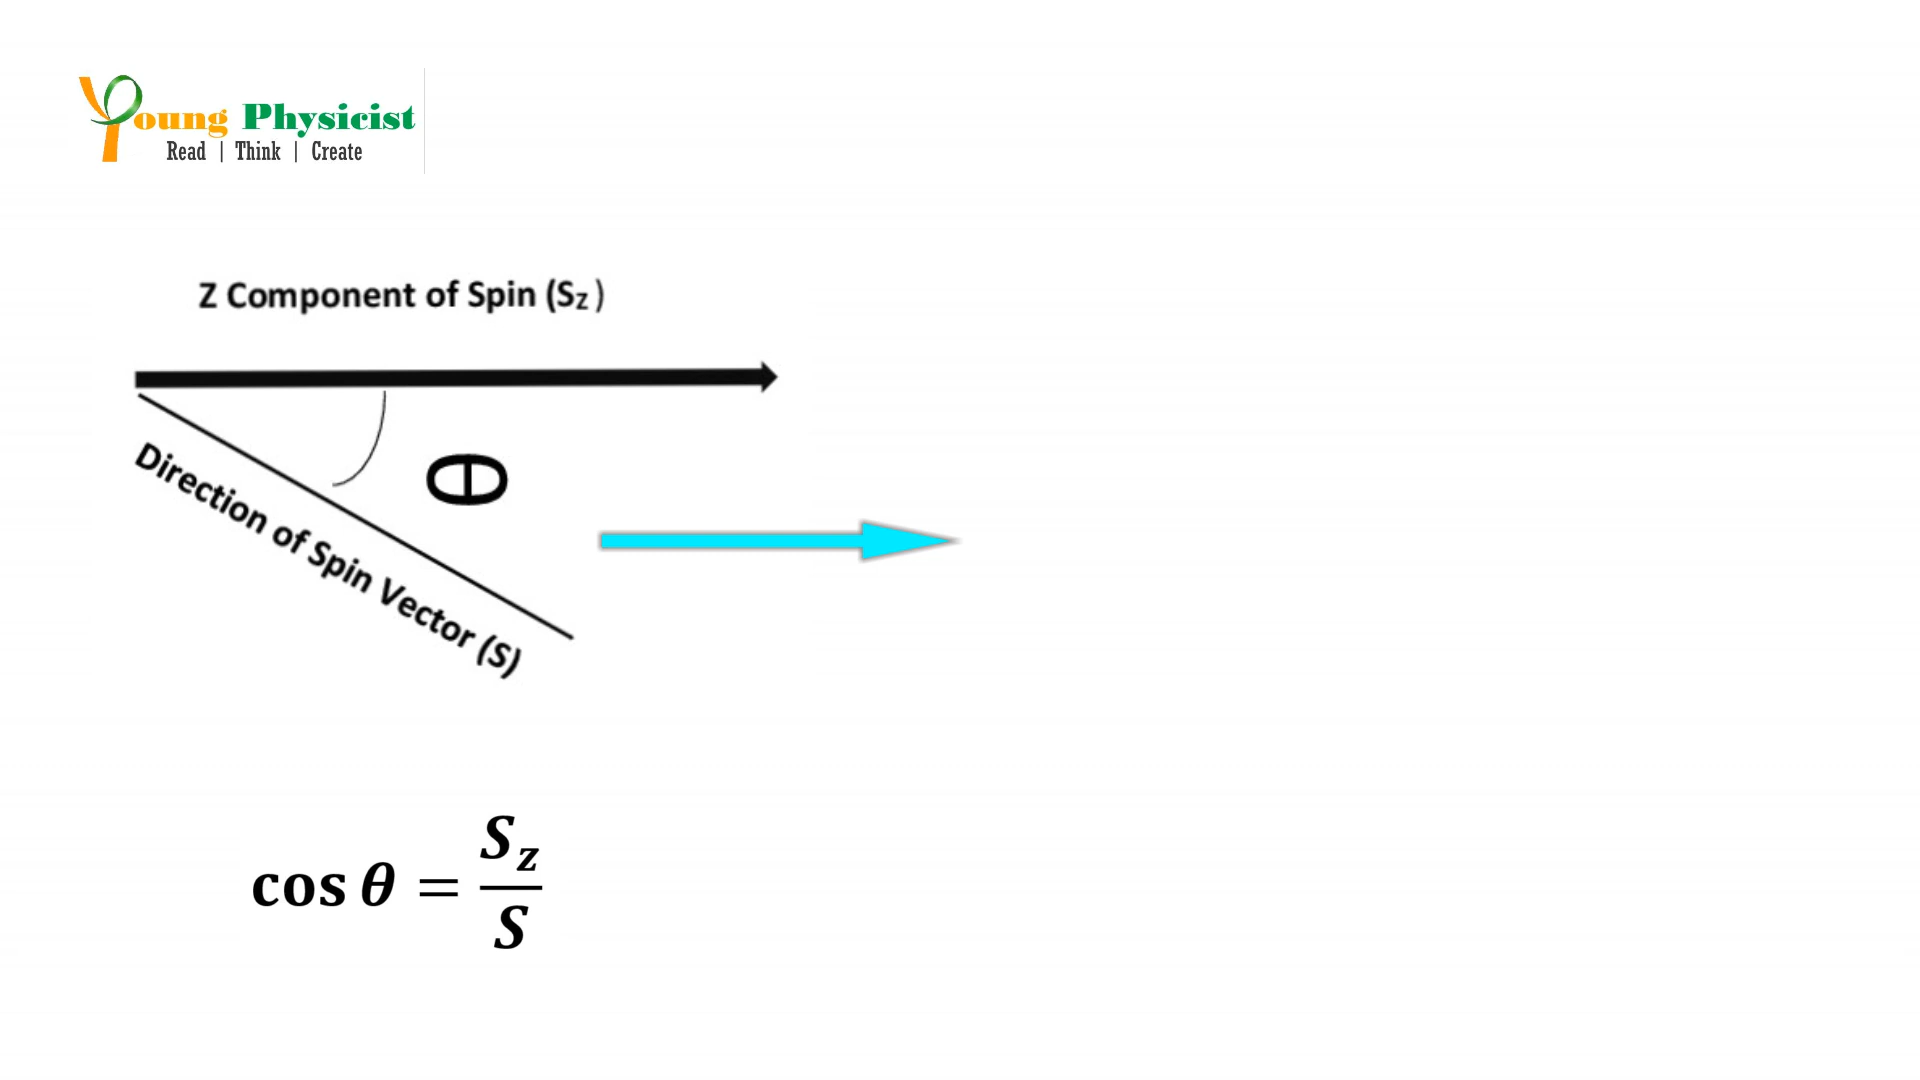 Young Physicist
Read | Think | Create
Z Component of Spin (Sz )
θ
Direction of Spin Vector (S)
cos θ = Sz / S